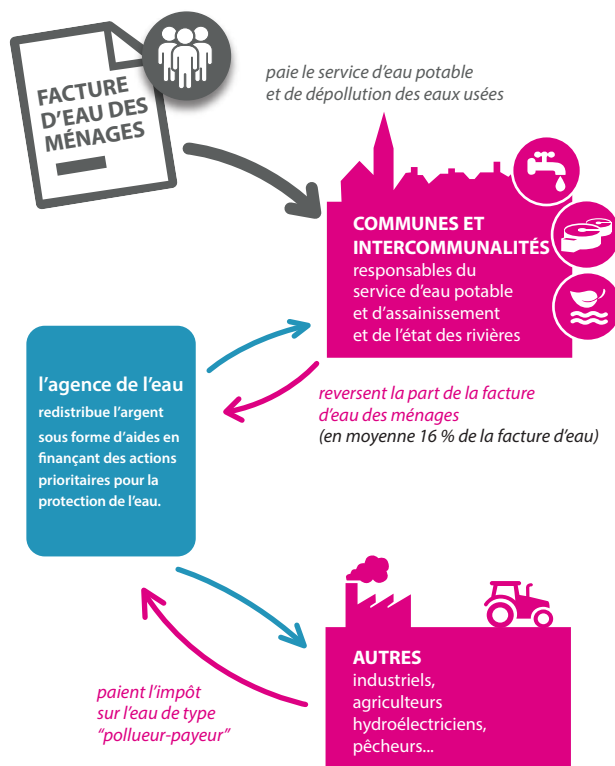 FACTURE
D'EAU DES
MÉNAGES
paie le service d'eau potable
et de dépollution des eaux usées
COMMUNES ET
INTERCOMMUNALITÉS
responsables du
service d'eau potable
et d'assainissement
et de l'état des rivières
l'agence de l'eau
redistribue l'argent
sous forme d'aides en
finançant des actions
prioritaires pour la
protection de l'eau.
reversent la part de la facture
d'eau des ménages
(en moyenne 16 % de la facture d'eau)
paient l'impôt
sur l'eau de type
“pollueur-payeur”
AUTRES
industriels,
agriculteurs
hydroélectriciens,
pêcheurs...